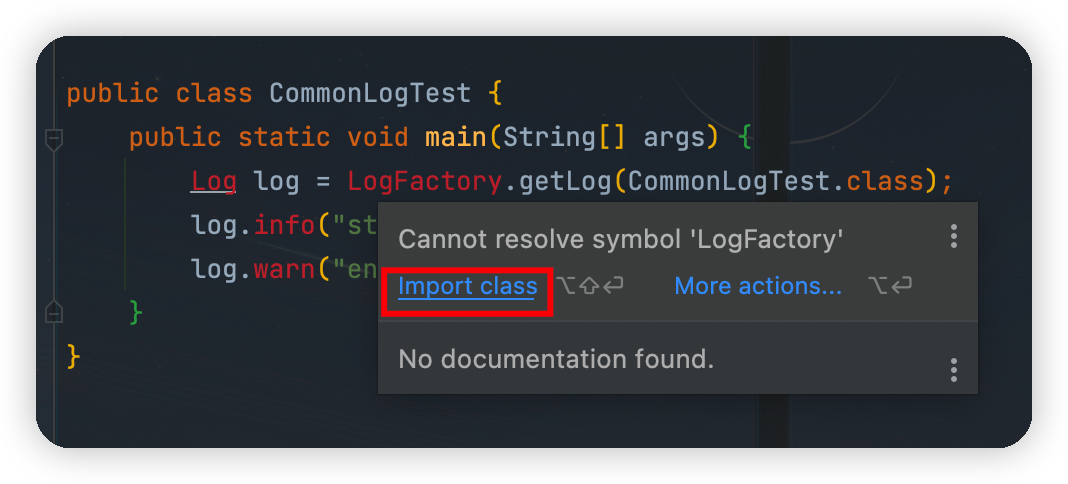 public class CommonLogTest {
public static void main(String[] args) {
Log log = LogFactory.getLog(CommonLogTest.class);
log.info("st
log.warn("en
}
}
Cannot resolve symbol 'LogFactory'
Import class ⌥⇧⏎ More actions... ⌥⏎
No documentation found.